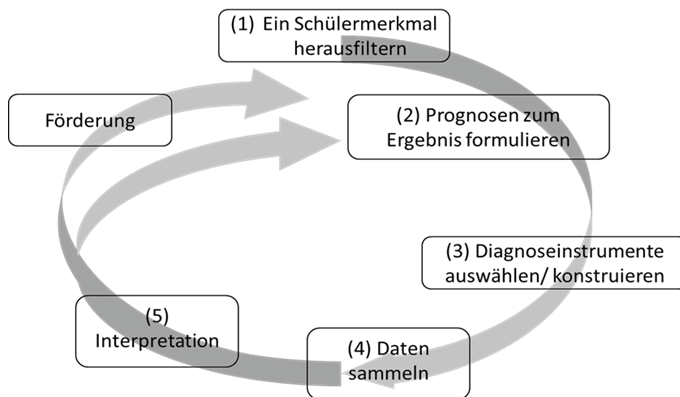 (1) Ein Schülermerkmal
herausfiltern
Förderung
(2) Prognosen zum
Ergebnis formulieren
(3) Diagnoseinstrumente
auswählen/ konstruieren
(4) Daten
sammeln
(5)
Interpretation